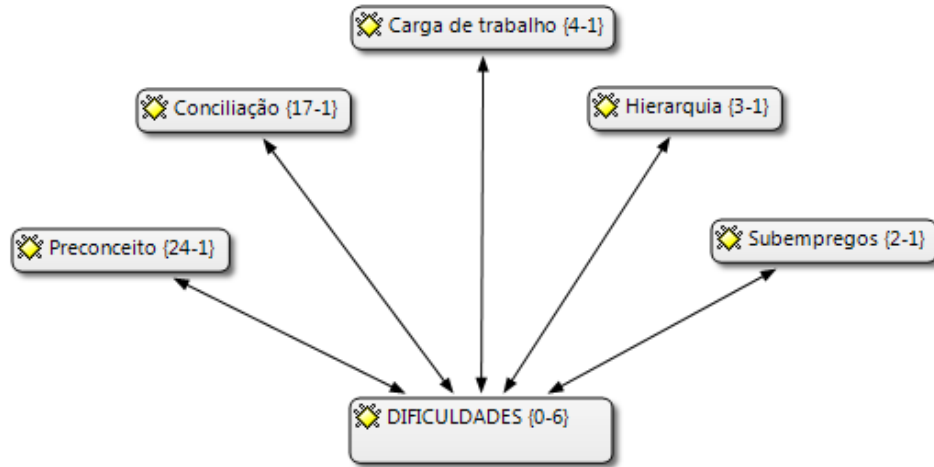 Carga de trabalho {4-1}
Conciliação {17-1}
Hierarquia {3-1}
Preconceito {24-1}
Subempregos {2-1}
DIFICULDADES {0-6}